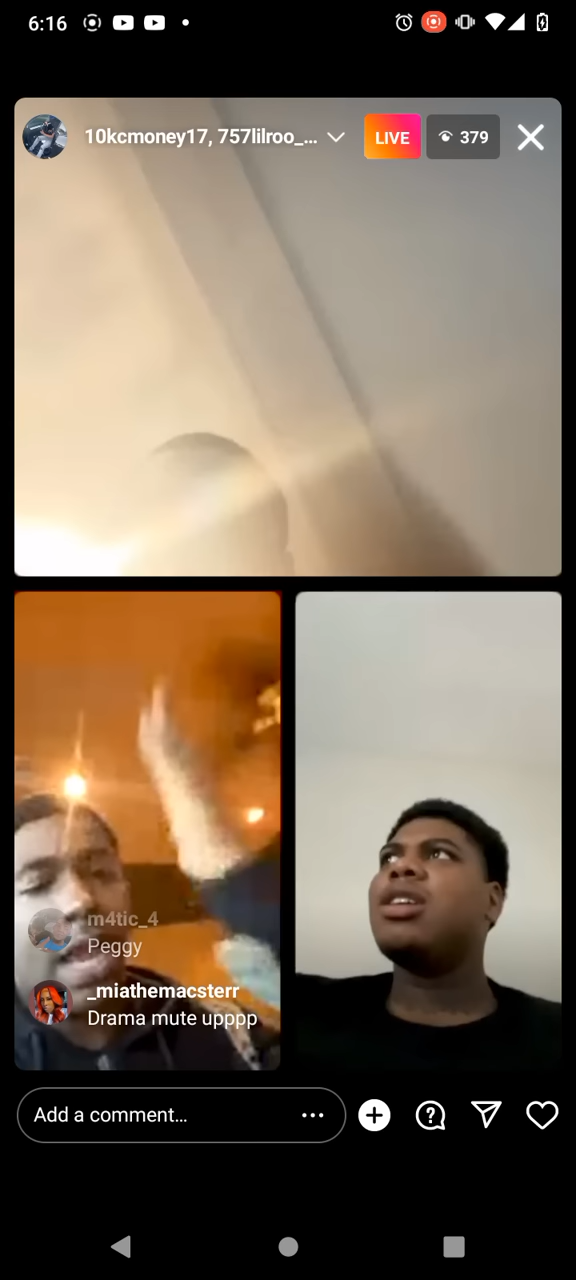 6:16
10kcmoney17, 757lilroo_...
LIVE
379
m4tic_4
Peggy
_miathemacsterr
Drama mute upppp
Add a comment...